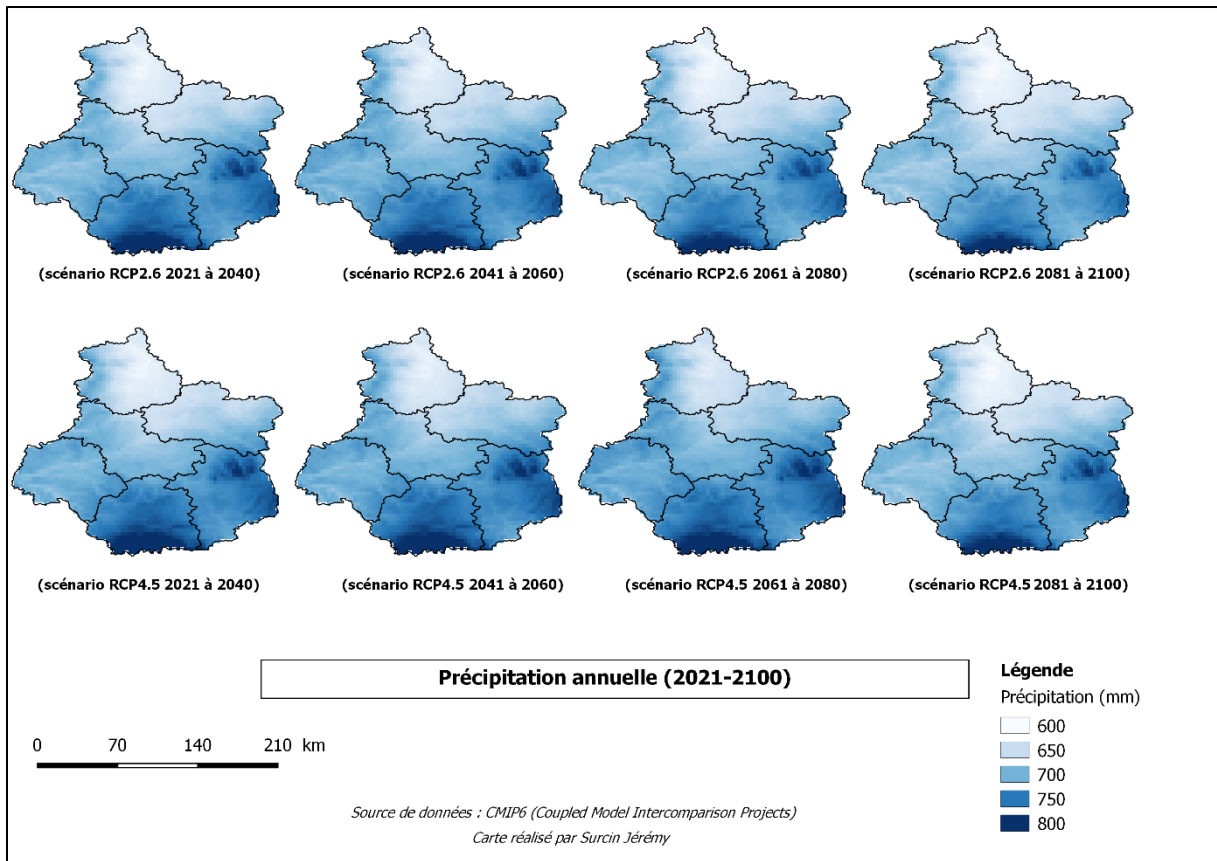 (scénario RCP2.6 2021 à 2040)
(scénario RCP2.6 2041 à 2060)
(scénario RCP2.6 2061 à 2080)
(scénario RCP2.6 2081 à 2100)
(scénario RCP4.5 2021 à 2040)
(scénario RCP4.5 2041 à 2060)
(scénario RCP4.5 2061 à 2080)
(scénario RCP4.5 2081 à 2100)
Précipitation annuelle (2021-2100)
Légende
Précipitation (mm)
600
650
700
750
800
0 70 140 210 km
Source de données : CMIP6 (Coupled Model Intercomparison Projects)
Carte réalisé par Surcin Jérémy